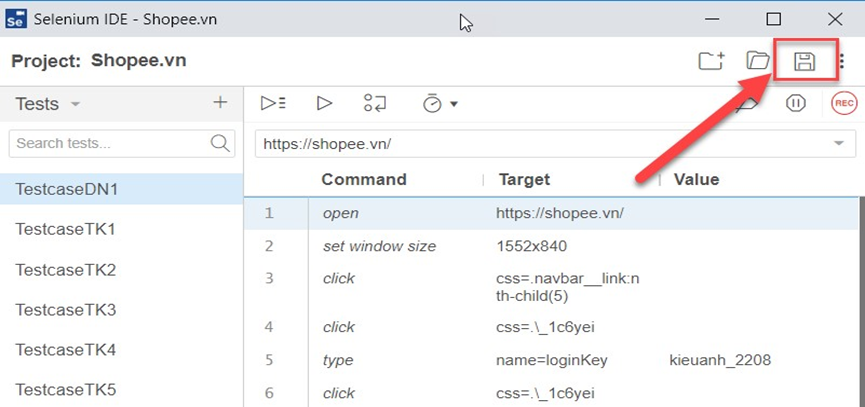 Se Selenium IDE - Shopee.vn
Project: Shopee.vn
Tests
Search tests...
TestcaseDN1
TestcaseTK1
TestcaseTK2
TestcaseTK3
TestcaseTK4
TestcaseTK5
REC
https://shopee.vn/
Command Target Value
1 open https://shopee.vn/
2 set window size 1552x840
3 click css=.navbar__link:n
th-child(5)
4 click css=.\_1c6yei
5 type name=loginKey kieuanh_2208
6 click css=.\_1c6yei